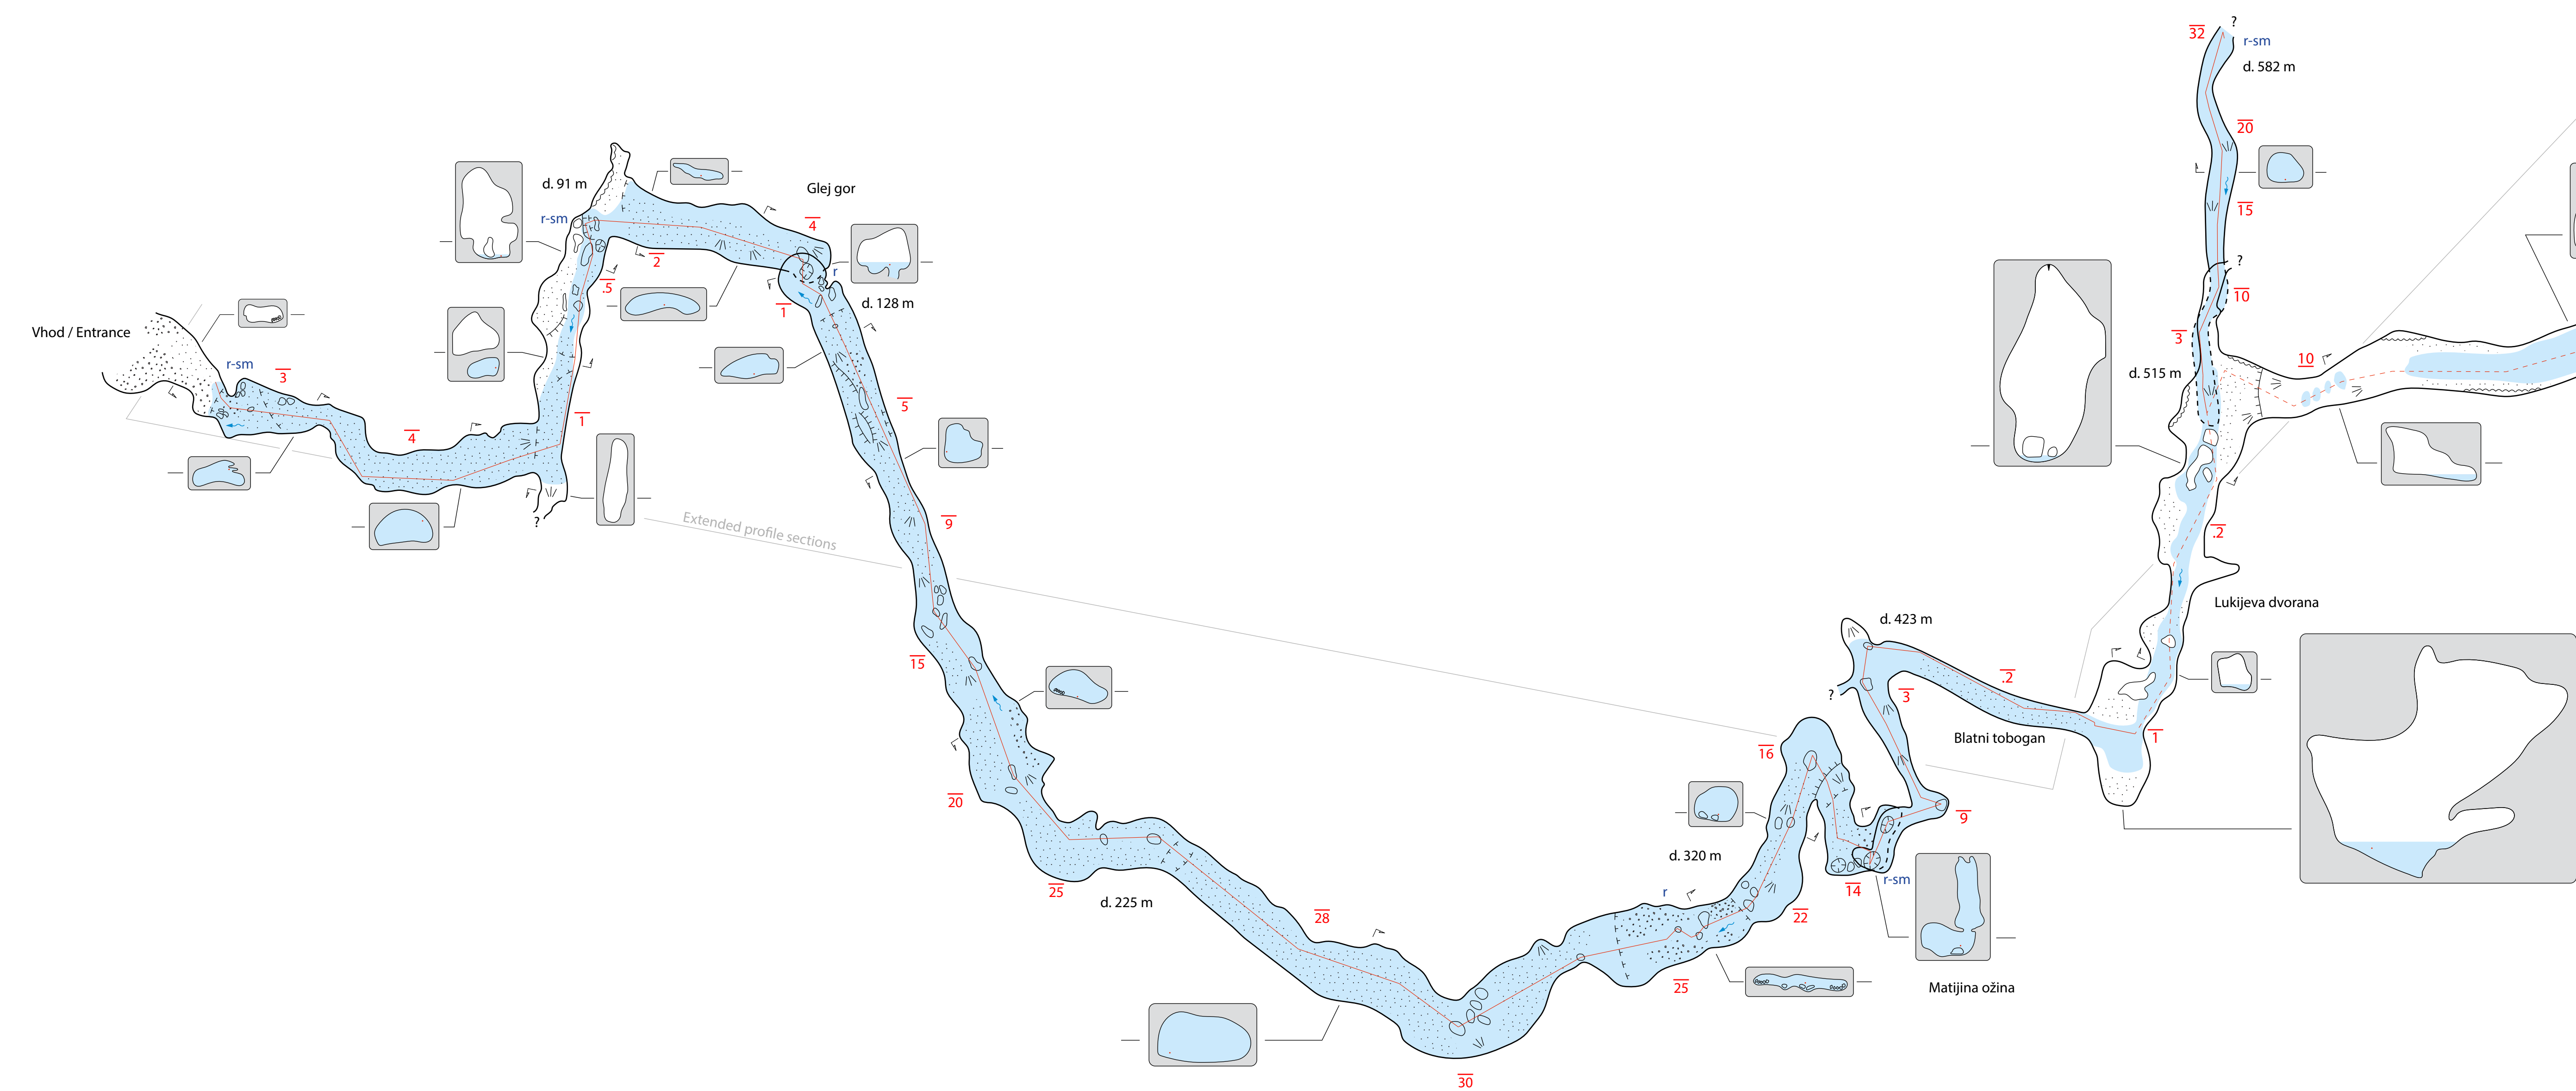 Vhod / Entrance
r-sm
3
4
?
1
.5
r-sm
d. 91 m
2
Glej gor
4
1
r
d. 128 m
5
9
Extended profile sections
15
20
25
d. 225 m
28
30
25
r
d. 320 m
22
16
14
r-sm
Matijina ožina
9
3
?
d. 423 m
.2
Blatni tobogan
1
Lukijeva dvorana
.2
d. 515 m
3
10
?
10
15
20
d. 582 m
r-sm
?
32